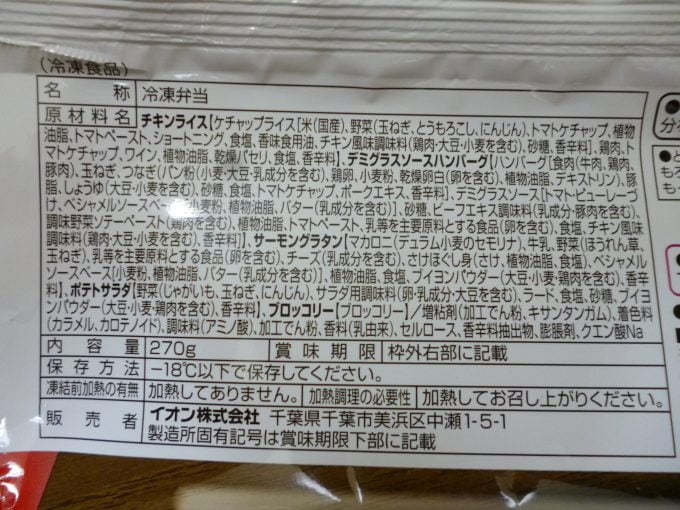 (冷凍食品)
名 称 冷凍弁当
原材料名 チキンライス【ケチャップライス[米(国産)、野菜(玉ねぎ、とうもろこし、にんじん)、トマトケチャップ、植物
油脂、トマトペースト、ショートニング、食塩、香味食用油、チキン風味調味料(鶏肉・大豆・小麦を含む)、香辛料]、鶏肉、ト
マトケチャップ、ワイン、植物油脂、乾燥パセリ、食塩、香辛料】、デミグラスソースハンバーグ【ハンバーグ[食肉(牛肉、鶏肉、
豚肉)、玉ねぎ、つなぎ(パン粉(小麦・大豆・乳成分を含む)、鶏卵、小麦粉、乾燥卵白(卵を含む)、植物油脂、デキストリン)、豚
脂、しょうゆ(大豆・小麦を含む)、砂糖、食塩、トマトケチャップ、ポークエキス、香辛料]、デミグラスソース[トマト・ピューレーづ
け、ベシャメルソースベース(小麦粉、植物油脂、バター(乳成分を含む))、砂糖、ビーフエキス調味料(乳成分・豚肉を含む)、
調味野菜ソテーペースト(鶏肉を含む)、植物油脂、トマトペースト、乳等を主要原料とする食品(卵を含む)、食塩、チキン風味
調味料(鶏肉・大豆・小麦を含む)、香辛料]】、サーモングラタン【マカロニ(デュラム小麦のセモリナ)、牛乳、野菜(ほうれん草、
玉ねぎ)、乳等を主要原料とする食品(卵を含む)、チーズ(乳成分を含む)、さけほぐし身(さけ、植物油脂、食塩)、ベシャメル
ソースベース[小麦粉、植物油脂、バター(乳成分を含む)]、植物油脂、食塩、ブイヨンパウダー(大豆・小麦・鶏肉を含む)、香辛
料】、ポテトサラダ【野菜(じゃがいも、玉ねぎ、にんじん)、サラダ用調味料(卵・乳成分・大豆を含む)、ラード、食塩、砂糖、ブイヨ
ンパウダー(大豆・小麦・鶏肉を含む)、香辛料】、ブロッコリー【ブロッコリー】/増粘剤(加工でん粉、キサンタンガム)、着色料
(カラメル、カロテノイド)、調味料(アミノ酸)、加工でん粉、香料(乳由来)、セルロース、香辛料抽出物、膨脹剤、クエン酸Na
内容量 270g 賞味期限 枠外右部に記載
保存方法 −18℃以下で保存してください。
凍結前加熱の有無 加熱してありません。 加熱調理の必要性 加熱してお召し上がりください。
販売者 イオン株式会社 千葉県千葉市美浜区中瀬1-5-1
製造所固有記号は賞味期限下部に記載